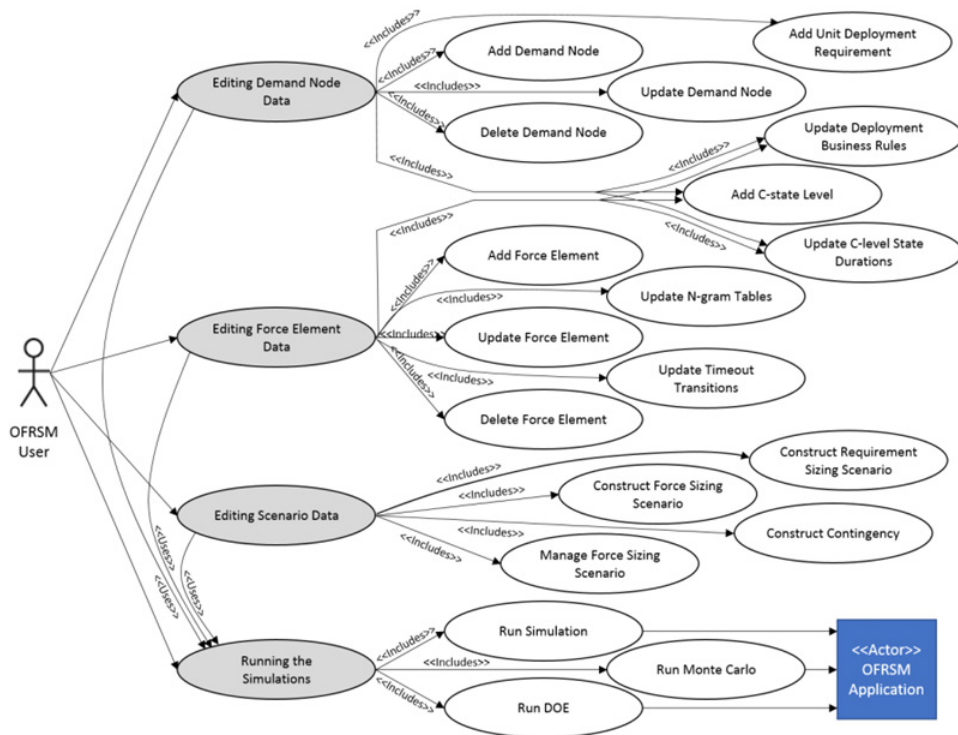 <<Includes>>
Add Unit Deployment
Requirement
<<Includes>>
Add Demand Node
Editing Demand Node
Data
<<Includes>>
Update Demand Node
<<Includes>>
Delete Demand Node
Update Deployment
Business Rules
<<Includes>>
<<Includes>>
Add C-state Level
<<Includes>>
<<Includes>>
Update C-level State
Durations
Add Force Element
<<Includes>>
<<Includes>>
Update N-gram Tables
Editing Force Element
Data
<<Includes>>
Update Force Element
<<Includes>>
<<Includes>>
Update Timeout
Transitions
Delete Force Element
OFRSM
User
<<Includes>>
Construct Requirement
Sizing Scenario
<<Includes>>
Construct Force Sizing
Scenario
Editing Scenario Data
<<Includes>>
Construct Contingency
<<Includes>>
Manage Force Sizing
Scenario
<<Uses>>
<<Uses>>
<<Uses>>
<<Includes>>
Run Simulation
Running the
Simulations
<<Includes>>
Run Monte Carlo
<<Includes>>
Run DOE
<<Actor>>
OFRSM
Application